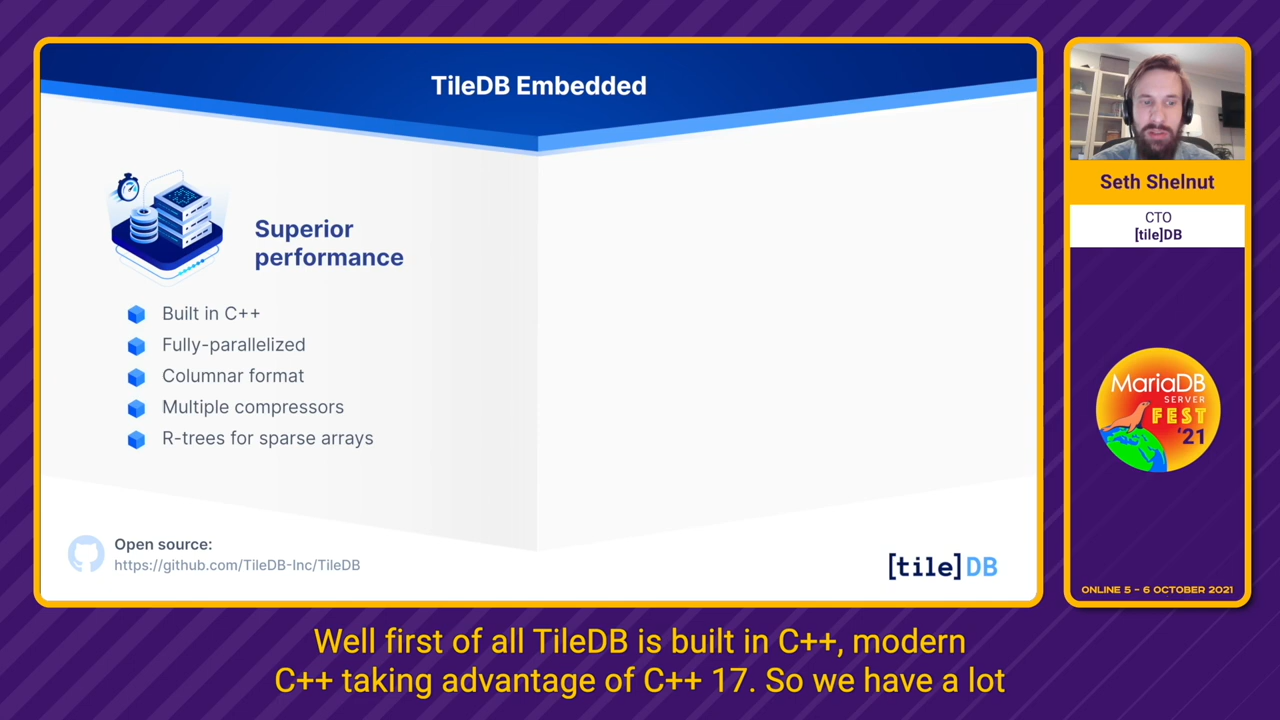 TileDB Embedded
Superior
performance
Built in C++
Fully-parallelized
Columnar format
Multiple compressors
R-trees for sparse arrays
Open source:
https://github.com/TileDB-Inc/TileDB
[tile]DB
Seth Shelnut
CTO
[tile]DB
MariaDB
SERVER
FEST
'21
ONLINE 5 – 6 OCTOBER 2021
Well first of all TileDB is built in C++, modern
C++ taking advantage of C++ 17. So we have a lot